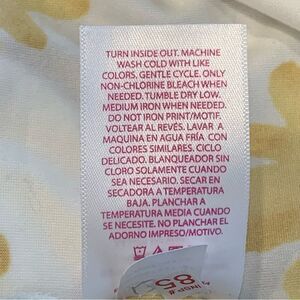 TURN INSIDE OUT. MACHINE
WASH COLD WITH LIKE
COLORS. GENTLE CYCLE. ONLY
NON-CHLORINE BLEACH WHEN
NEEDED. TUMBLE DRY LOW.
MEDIUM IRON WHEN NEEDED.
DO NOT IRON PRINT/MOTIF.
VOLTEAR AL REVÉS. LAVAR A
MAQUINA EN AGUA FRÍA CON
COLORES SIMILARES. CICLO
DELICADO. BLANQUEADOR SIN
CLORO SOLAMENTE CUANDO
SEA NECESARIO. SECAR EN
SECADORA A TEMPERATURA
BAJA. PLANCHAR A
TEMPERATURA MEDIA CUANDO
SE NECESITE. NO PLANCHAR EL
ADORNO IMPRESO/MOTIVO.
85
INSP.#